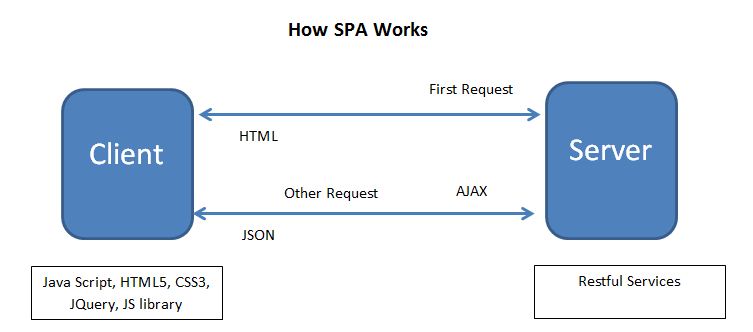 How SPA Works
First Request
Client
Server
HTML
Other Request
AJAX
JSON
Java Script, HTML5, CSS3,
JQuery, JS library
Restful Services